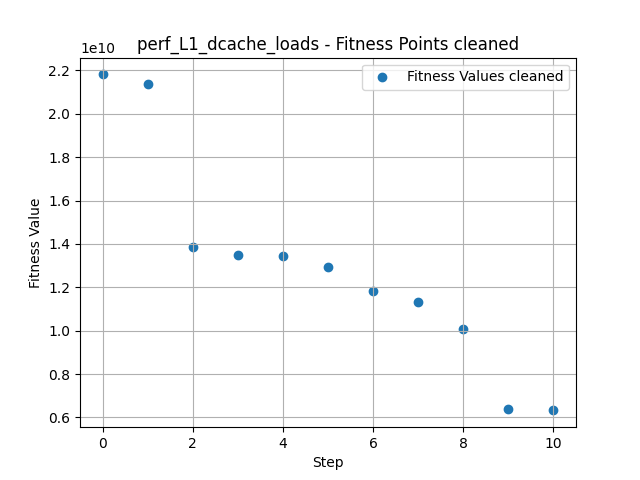 perf_L1_dcache_loads - Fitness Points cleaned
1e10
Fitness Values cleaned
2.2
2.0
1.8
1.6
1.4
1.2
1.0
0.8
0.6
Fitness Value
0 2 4 6 8 10
Step